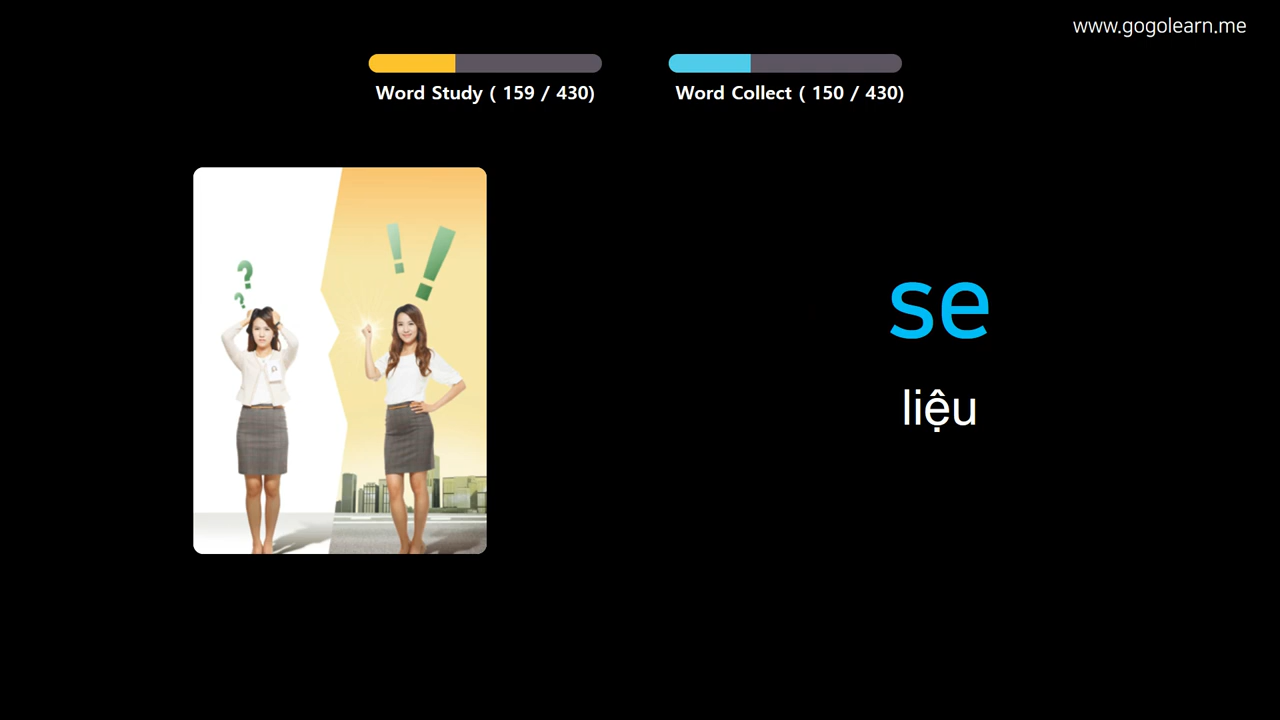 www.gogolearn.me
Word Study ( 159 / 430)
Word Collect ( 150 / 430)
? ? ! !
se
liệu